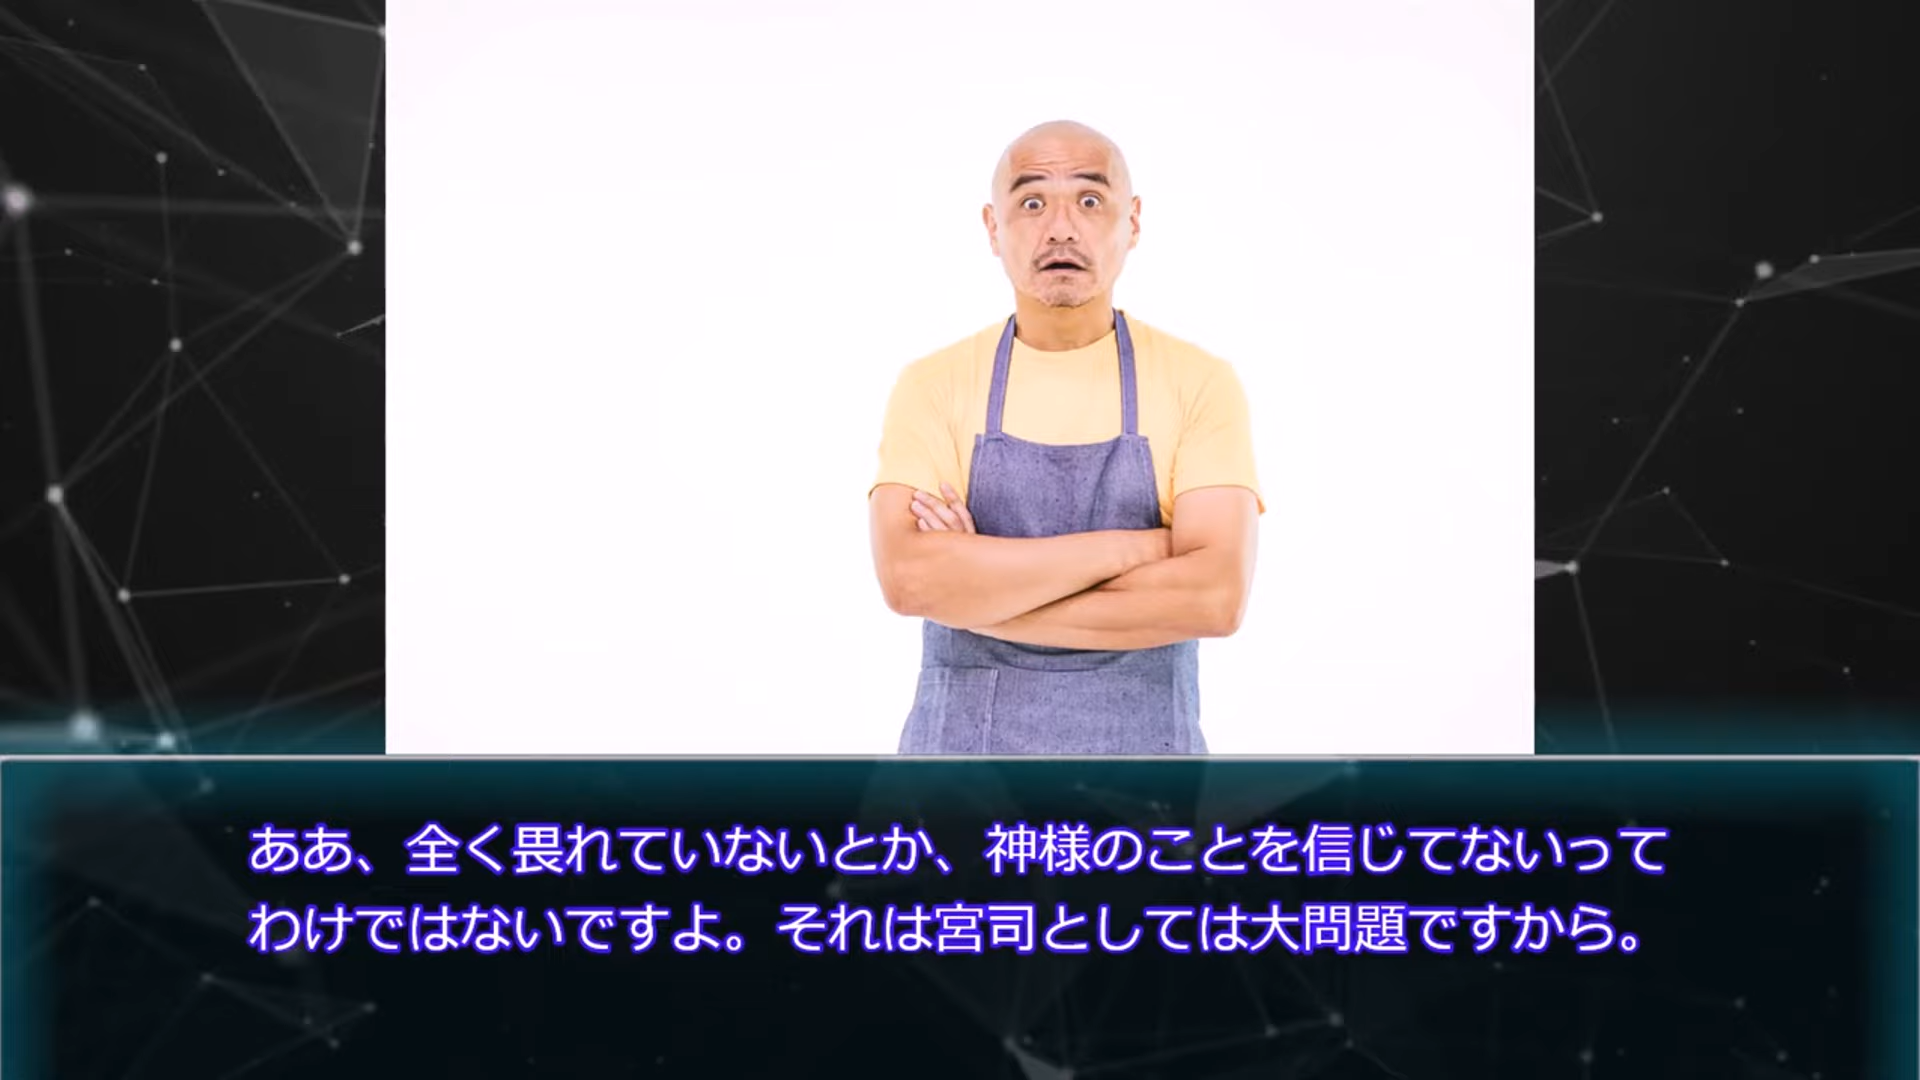 ああ、全く畏れていないとか、神様のことを信じてないって
わけではないですよ。それは宮司としては大問題ですから。